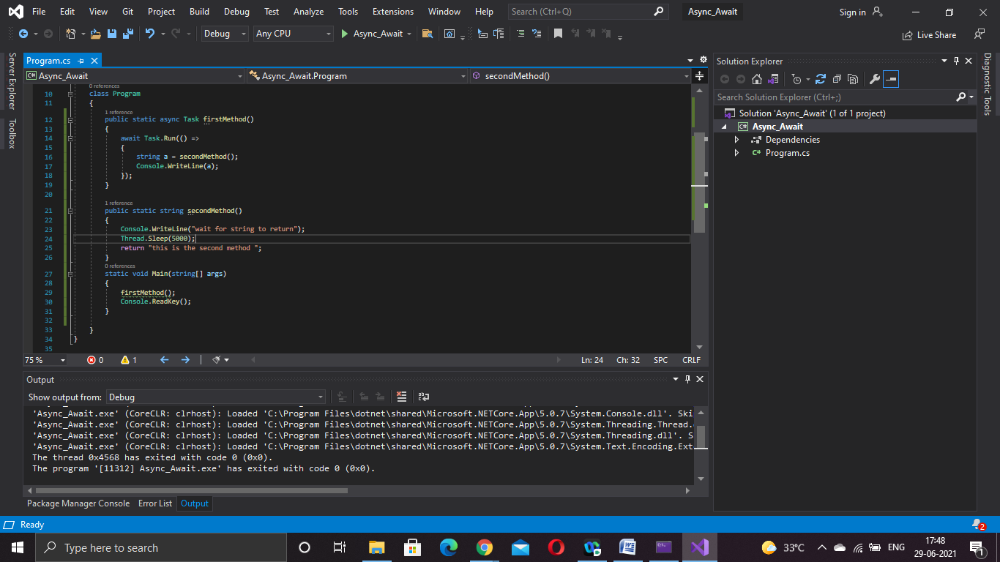 File Edit View Git Project Build Debug Test Analyze Tools Extensions Window Help Search (Ctrl+Q) Async_Await Sign in
Debug Any CPU Async_Await Live Share
Server Explorer
Toolbox
Program.cs
Async_Await Async_Await.Program secondMethod()
0 references
10 class Program
11 {
1 reference
12 public static async Task firstMethod()
13 {
14 await Task.Run(() =>
15 {
16 string a = secondMethod();
17 Console.WriteLine(a);
18 });
19 }
20
1 reference
21 public static string secondMethod()
22 {
23 Console.WriteLine("wait for string to return");
24 Thread.Sleep(5000);
25 return "this is the second method ";
26 }
0 references
27 static void Main(string[] args)
28 {
29 firstMethod();
30 Console.ReadKey();
31 }
32
33 }
34 }
35
75 % 0 1 Ln: 24 Ch: 32 SPC CRLF
Output
Show output from: Debug
'Async_Await.exe' (CoreCLR: clrhost): Loaded 'C:\Program Files\dotnet\shared\Microsoft.NETCore.App\5.0.7\System.Console.dll'. Ski
'Async_Await.exe' (CoreCLR: clrhost): Loaded 'C:\Program Files\dotnet\shared\Microsoft.NETCore.App\5.0.7\System.Threading.Thread.
'Async_Await.exe' (CoreCLR: clrhost): Loaded 'C:\Program Files\dotnet\shared\Microsoft.NETCore.App\5.0.7\System.Threading.dll'. S
'Async_Await.exe' (CoreCLR: clrhost): Loaded 'C:\Program Files\dotnet\shared\Microsoft.NETCore.App\5.0.7\System.Text.Encoding.Ext
The thread 0x4568 has exited with code 0 (0x0).
The program '[11312] Async_Await.exe' has exited with code 0 (0x0).
Package Manager Console Error List Output
Solution Explorer
Search Solution Explorer (Ctrl+;)
Solution 'Async_Await' (1 of 1 project)
C# Async_Await
Dependencies
C# Program.cs
Diagnostic Tools
Ready 2
Type here to search 33°C ENG 17:48
29-06-2021 1